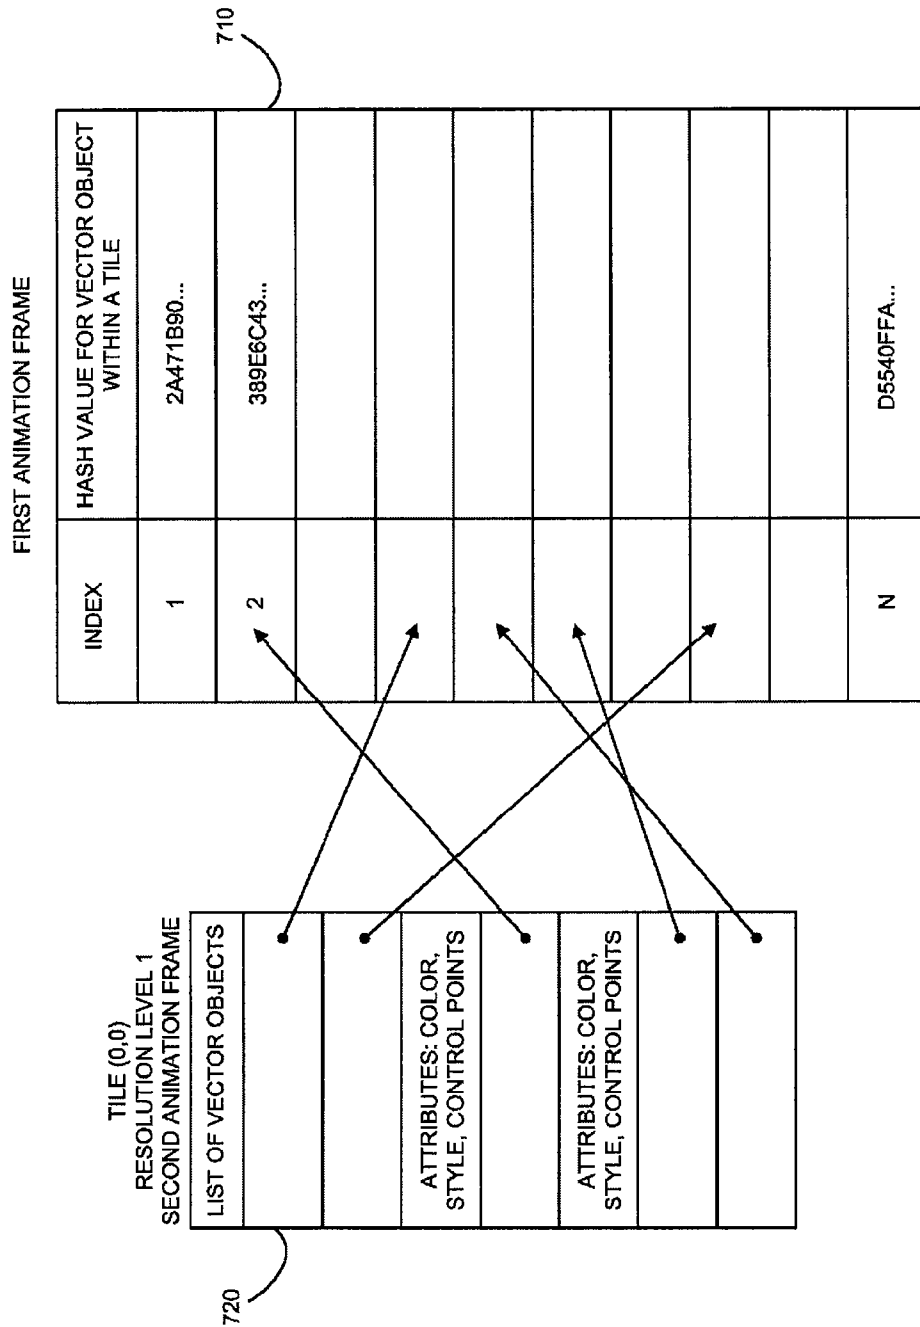 TILE (0,0)
RESOLUTION LEVEL 1
SECOND ANIMATION FRAME
LIST OF VECTOR OBJECTS
ATTRIBUTES: COLOR,
STYLE, CONTROL POINTS
ATTRIBUTES: COLOR,
STYLE, CONTROL POINTS
720
FIRST ANIMATION FRAME
INDEX
HASH VALUE FOR VECTOR OBJECT
WITHIN A TILE
1
2A471B90...
2
389E6C43...
N
D5540FFA...
710